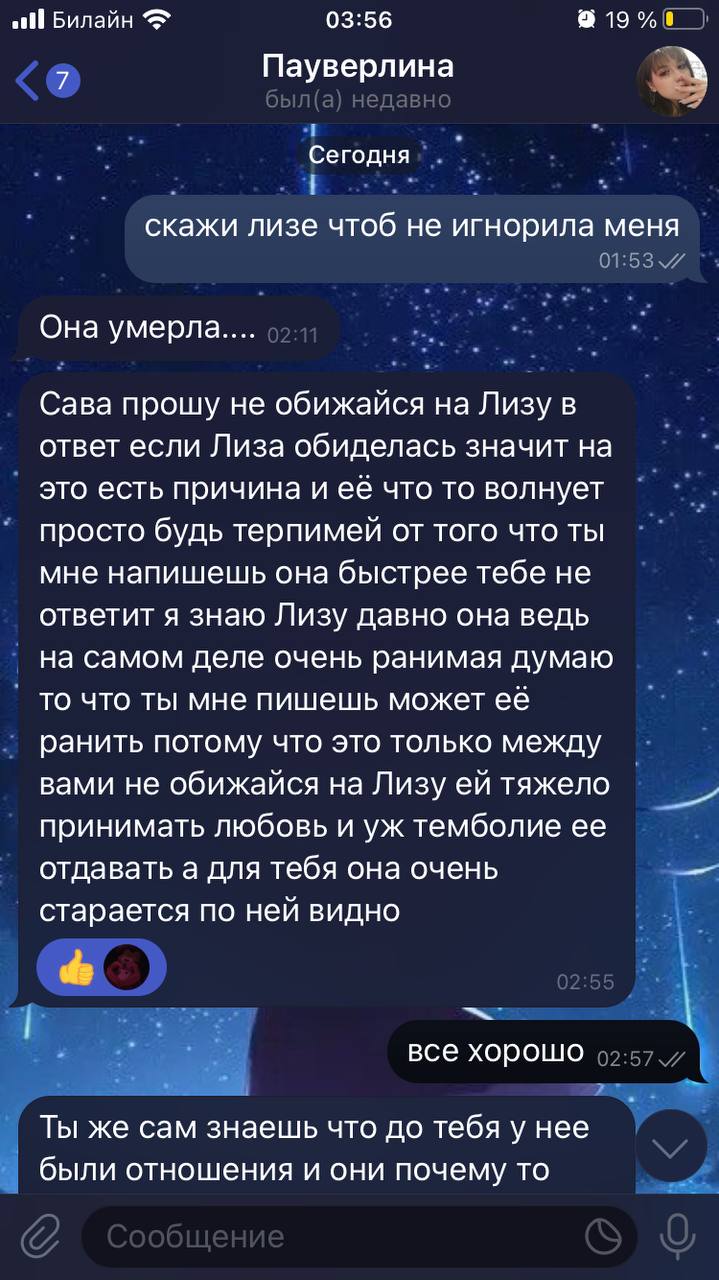 Билайн 03:56 19 %
7 Пауверлина
был(а) недавно
Сегодня
скажи лизе чтоб не игнорила меня
01:53
Она умерла.... 02:11
Сава прошу не обижайся на Лизу в
ответ если Лиза обиделась значит на
это есть причина и её что то волнует
просто будь терпимей от того что ты
мне напишешь она быстрее тебе не
ответит я знаю Лизу давно она ведь
на самом деле очень ранимая думаю
то что ты мне пишешь может её
ранить потому что это только между
вами не обижайся на Лизу ей тяжело
принимать любовь и уж темболие ее
отдавать а для тебя она очень
старается по ней видно
02:55
все хорошо 02:57
Ты же сам знаешь что до тебя у нее
были отношения и они почему то
Сообщение